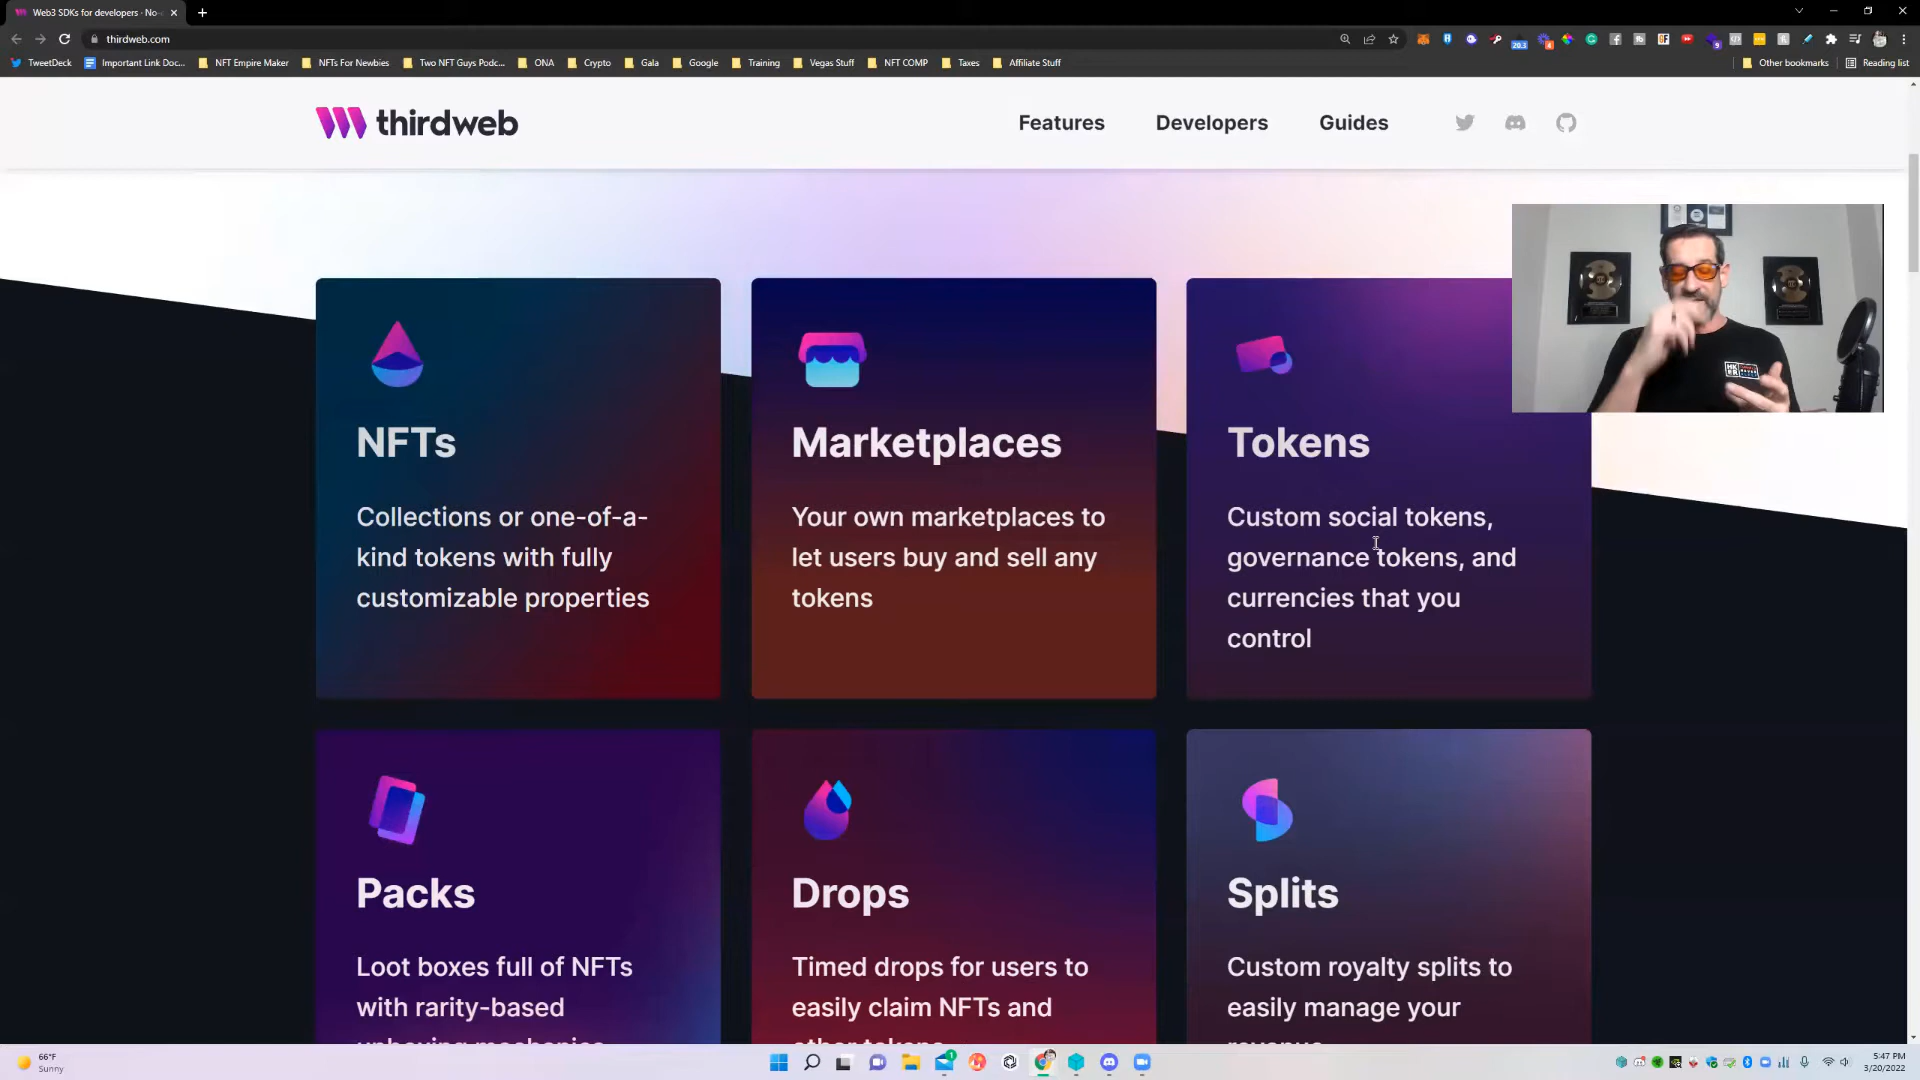 Web3 SDKs for developers · No-
thirdweb.com
TweetDeck Important Link Doc... NFT Empire Maker NFTs For Newbies Two NFT Guys Podc... ONA Crypto Gala Google Training Vegas Stuff NFT COMP Taxes Affiliate Stuff Other bookmarks Reading list
thirdweb Features Developers Guides
NFTs
Collections or one-of-a-
kind tokens with fully
customizable properties
Marketplaces
Your own marketplaces to
let users buy and sell any
tokens
Tokens
Custom social tokens,
governance tokens, and
currencies that you
control
Packs
Loot boxes full of NFTs
with rarity-based
unboxing mechanics
Drops
Timed drops for users to
easily claim NFTs and
other tokens
Splits
Custom royalty splits to
easily manage your
revenue
66°F
Sunny
5:47 PM
3/20/2022